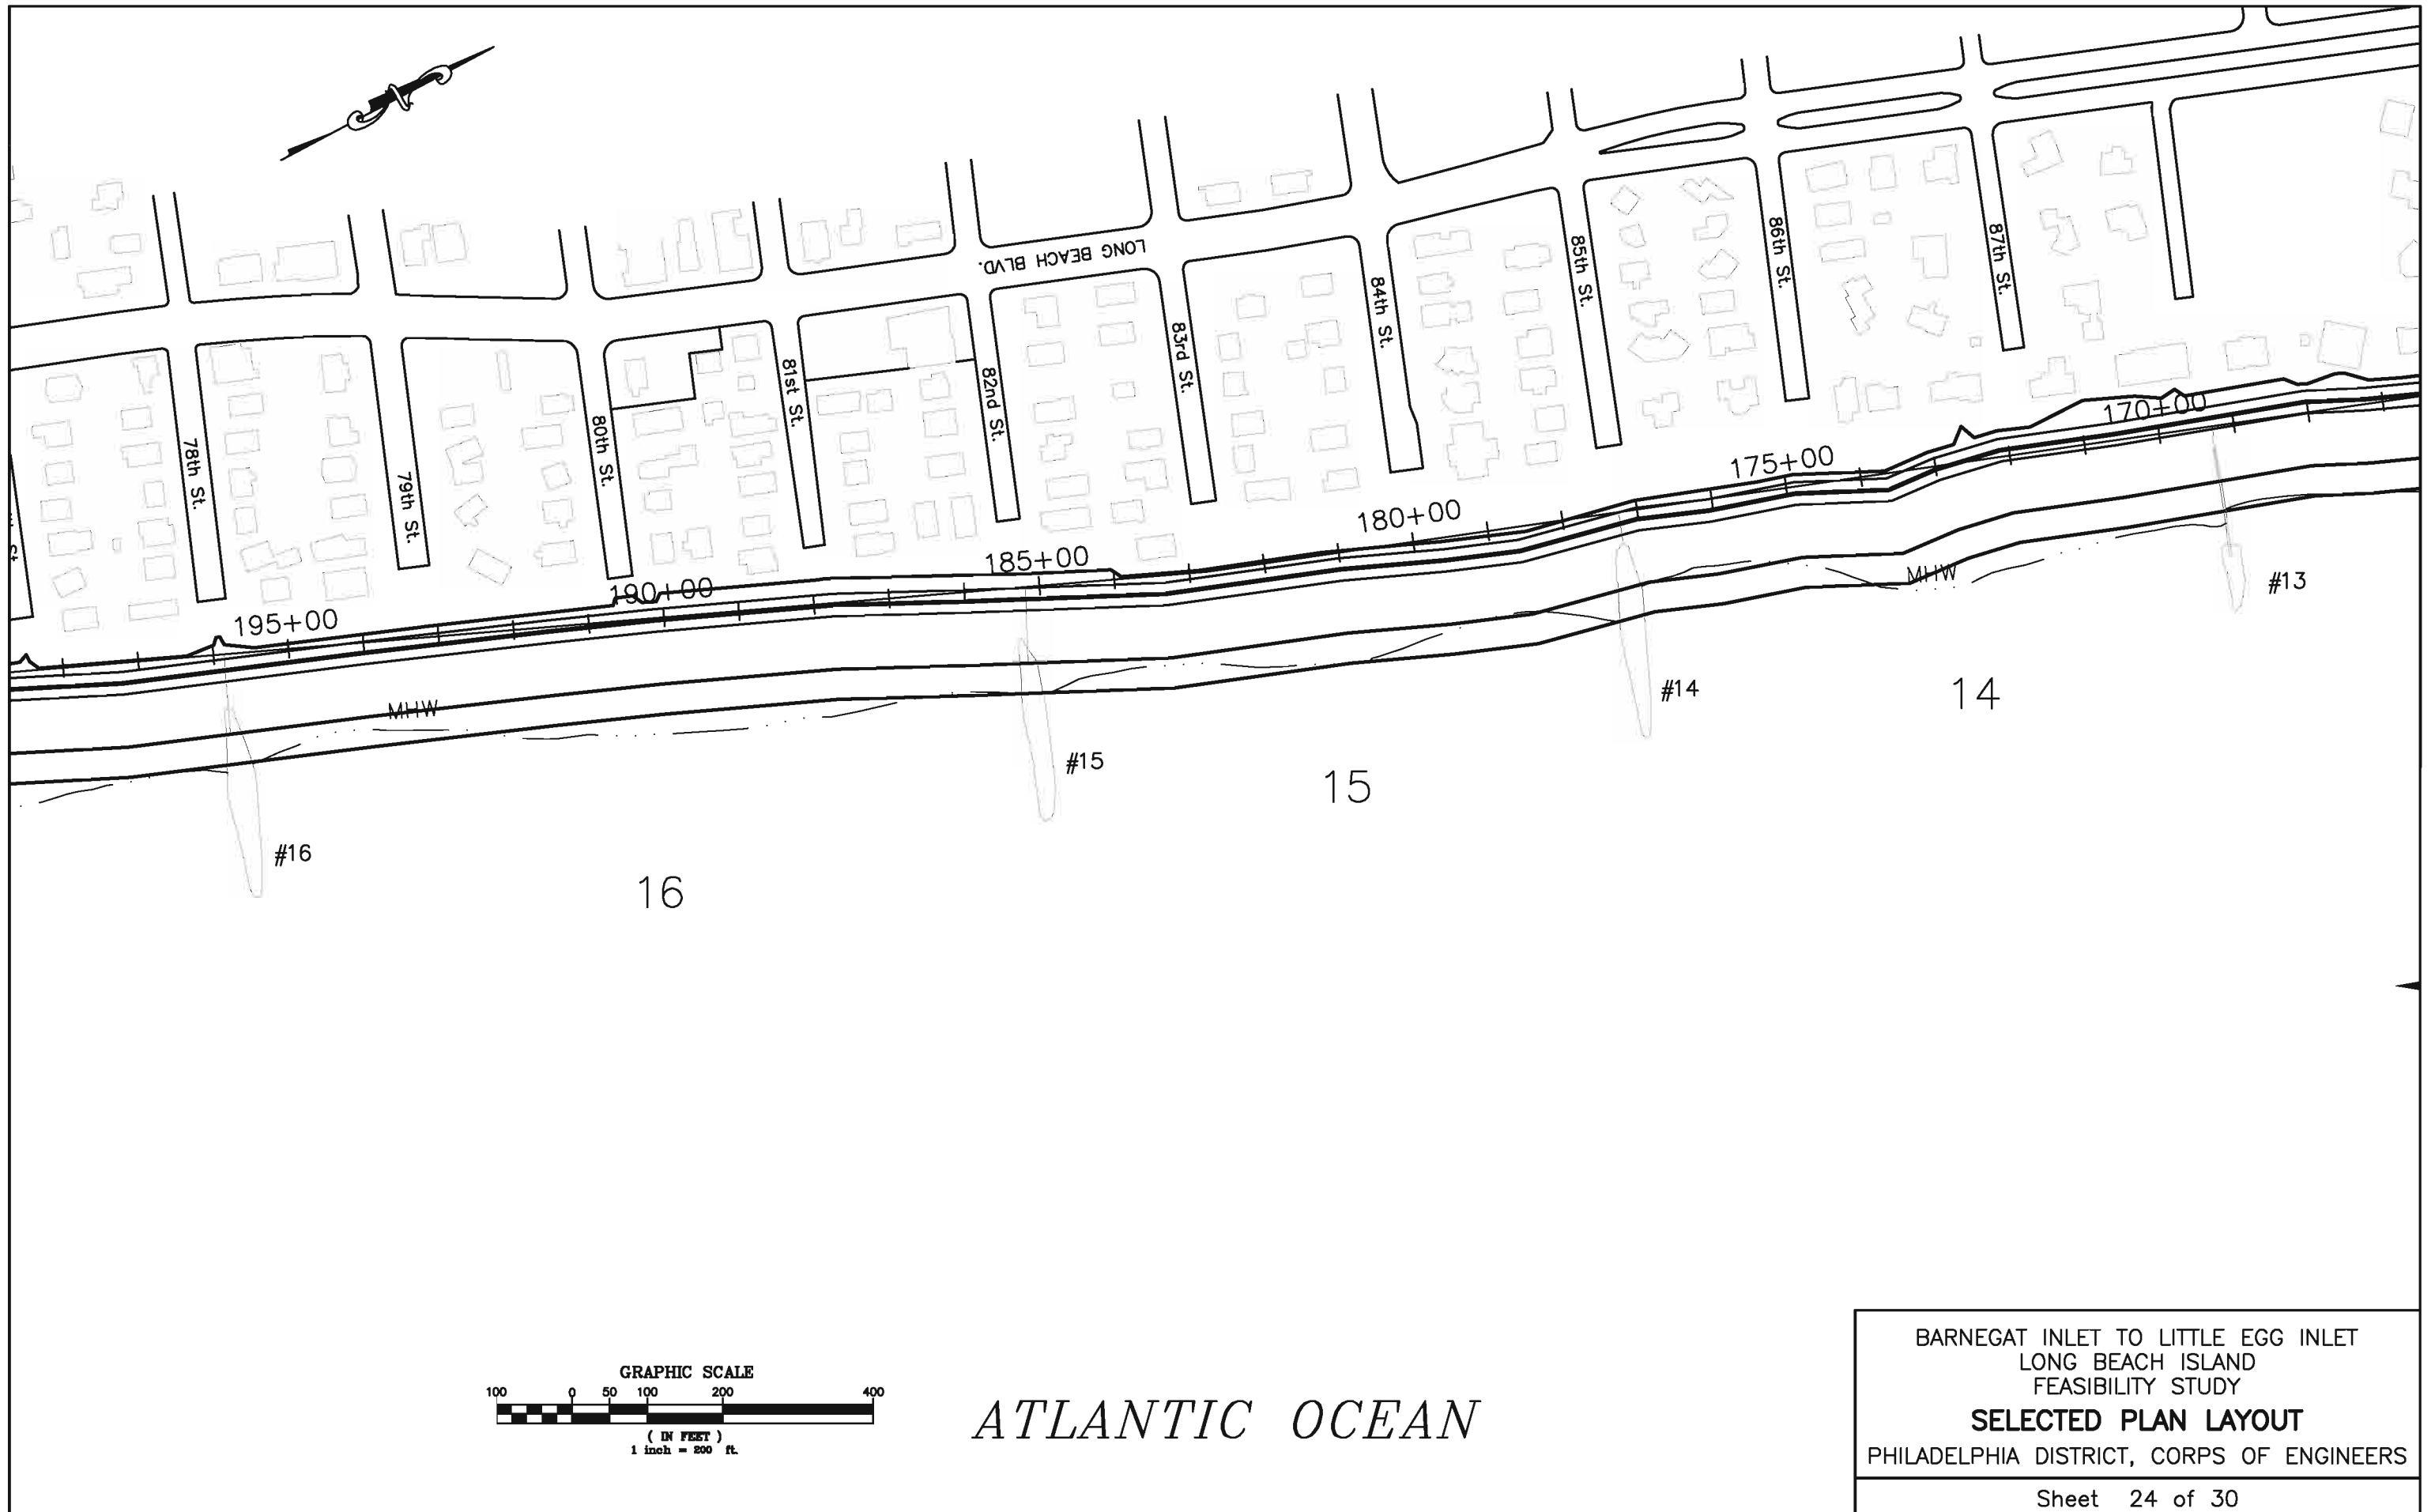 N
LONG BEACH BLVD.
St.
78th St.
79th St.
80th St.
81st St.
82nd St.
83rd St.
84th St.
85th St.
86th St.
87th St.
195+00
190+00
185+00
180+00
175+00
170+00
MHW
MHW
#16
#15
#14
#13
16
15
14
GRAPHIC SCALE
100 0 50 100 200 400
( IN FEET )
1 inch = 200 ft.
ATLANTIC OCEAN
BARNEGAT INLET TO LITTLE EGG INLET
LONG BEACH ISLAND
FEASIBILITY STUDY
SELECTED PLAN LAYOUT
PHILADELPHIA DISTRICT, CORPS OF ENGINEERS
Sheet 24 of 30